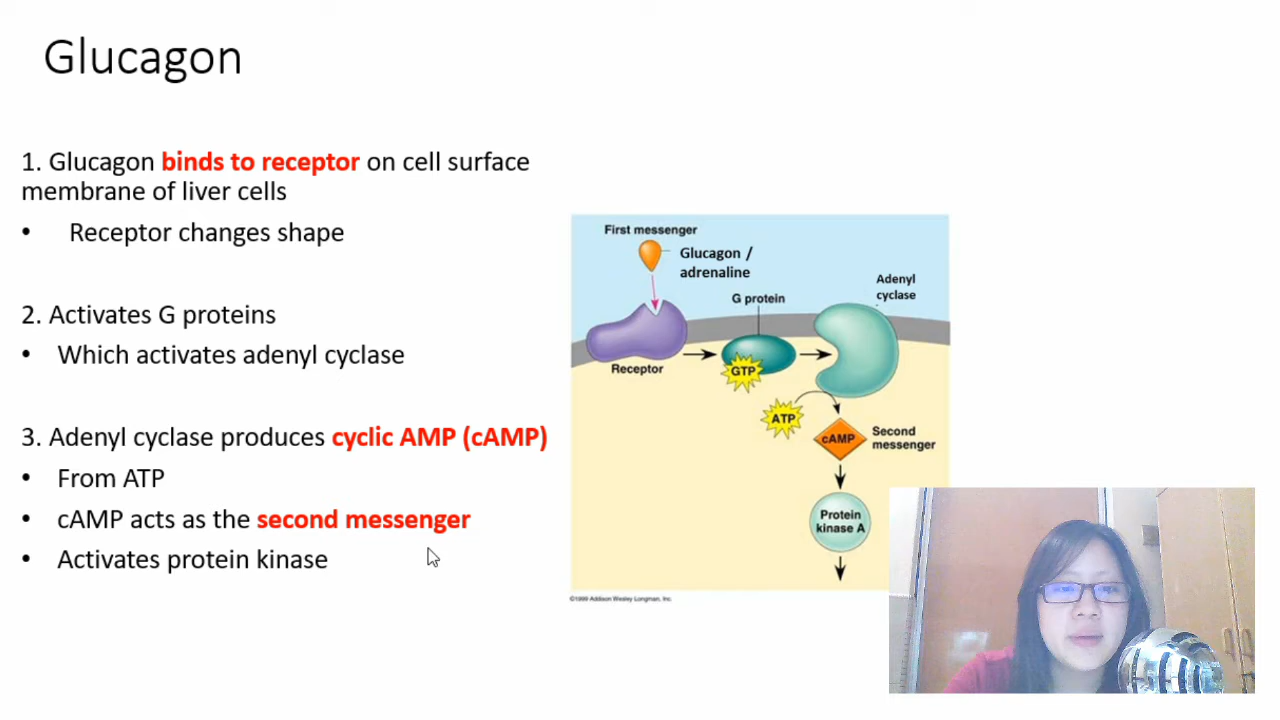 Glucagon
1. Glucagon binds to receptor on cell surface
membrane of liver cells
• Receptor changes shape
2. Activates G proteins
• Which activates adenyl cyclase
3. Adenyl cyclase produces cyclic AMP (cAMP)
• From ATP
• cAMP acts as the second messenger
• Activates protein kinase
First messenger
Glucagon /
adrenaline
Adenyl
cyclase
G protein
Receptor
GTP
ATP
cAMP
Second
messenger
Protein
kinase A
©1999 Addison Wesley Longman, Inc.